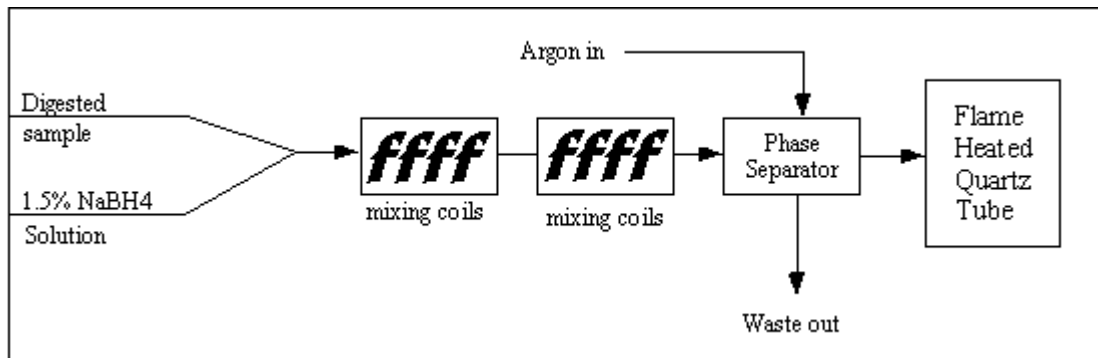 Argon in
Digested
sample
1.5% NaBH4
Solution
ffff
mixing coils
ffff
mixing coils
Phase
Separator
Waste out
Flame
Heated
Quartz
Tube